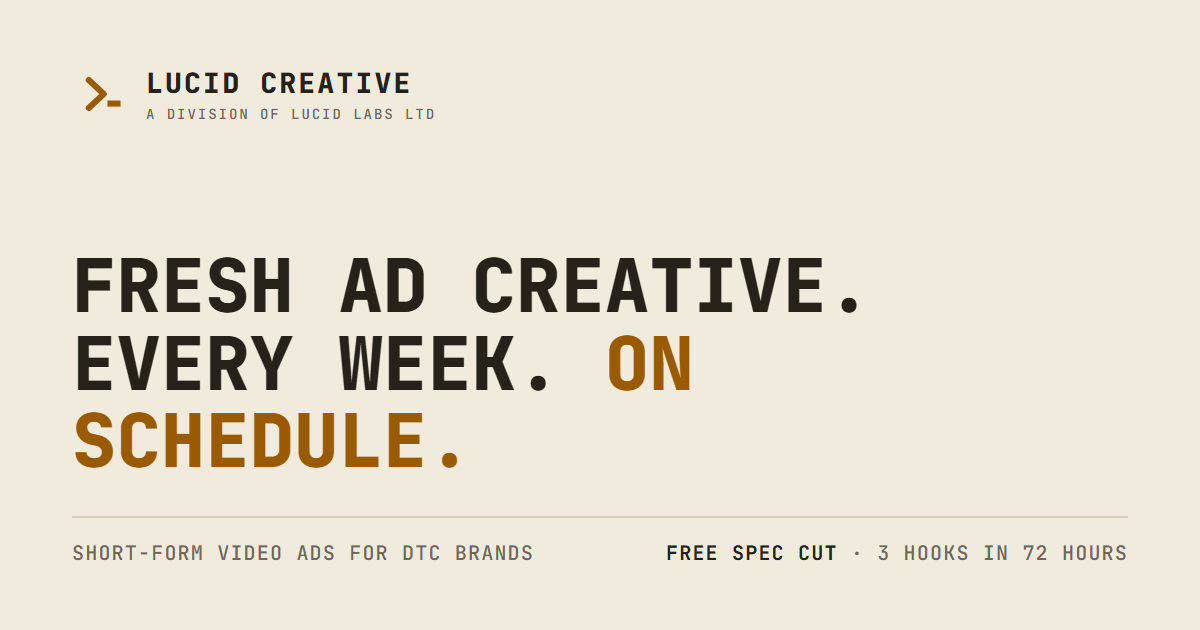 LUCID CREATIVE
A DIVISION OF LUCID LABS LTD
FRESH AD CREATIVE.
EVERY WEEK. ON
SCHEDULE.
SHORT-FORM VIDEO ADS FOR DTC BRANDS
FREE SPEC CUT · 3 HOOKS IN 72 HOURS